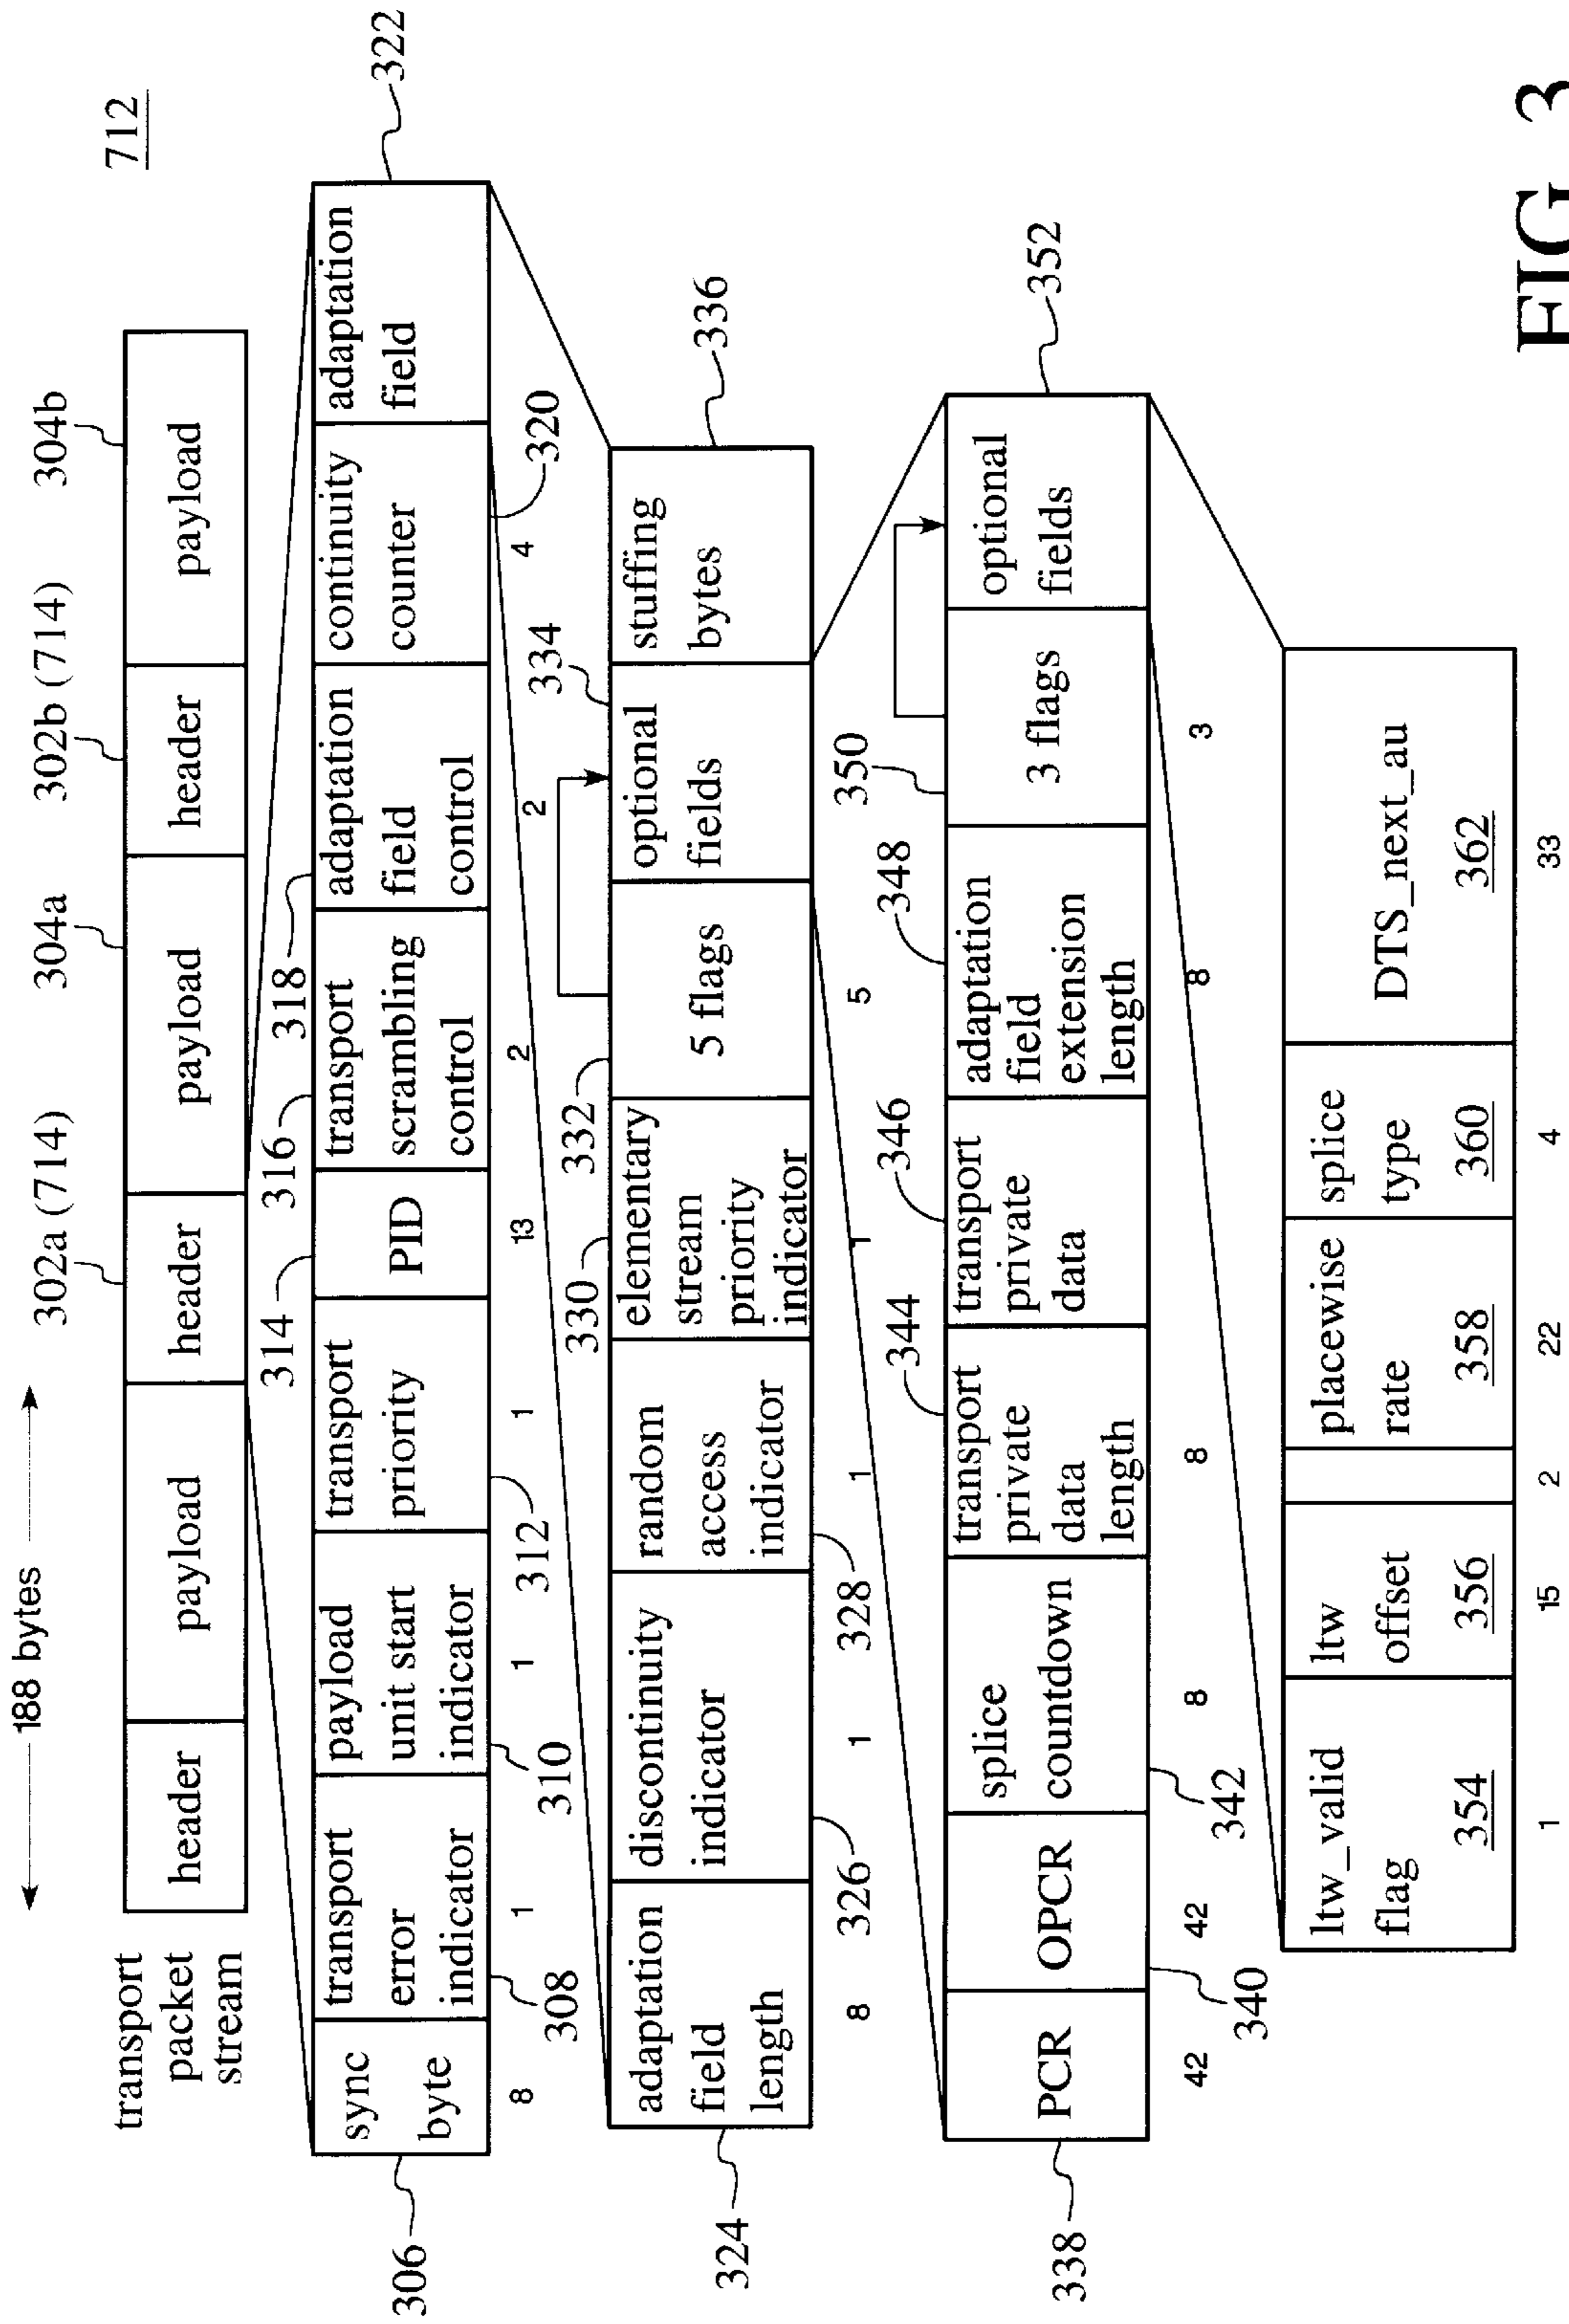 712
188 bytes
302a (714)
304a
302b (714)
304b
transport
packet
stream
header
payload
header
payload
header
payload
314
316
318
sync
byte
transport
error
indicator
payload
unit start
indicator
transport
priority
PID
transport
scrambling
control
adaptation
field
control
continuity
counter
adaptation
field
322
306
8
308
1
310
1
312
1
13
2
2
4
320
330
332
334
adaptation
field
length
discontinuity
indicator
random
access
indicator
elementary
stream
priority
indicator
5 flags
optional
fields
stuffing
bytes
336
324
8
326
1
328
1
1
5
344
346
348
350
PCR
OPCR
splice
countdown
transport
private
data
length
transport
private
data
adaptation
field
extension
length
3 flags
optional
fields
352
338
42
340
42
342
8
8
8
3
ltw_valid
flag
354
ltw
offset
356
placewise
rate
358
splice
type
360
DTS_next_au
362
1
15
2
22
4
33
FIG. 3